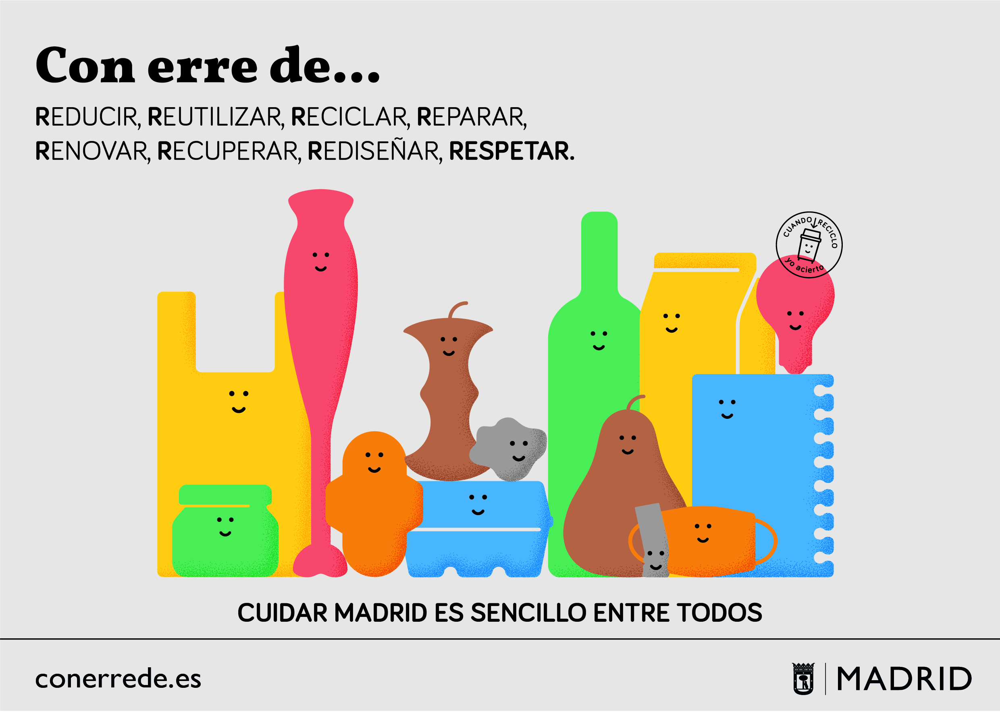 Con erre de...
REDUCIR, REUTILIZAR, RECICLAR, REPARAR,
RENOVAR, RECUPERAR, REDISEÑAR, RESPETAR.
CUANDO RECICLO
yo acierto
CUIDAR MADRID ES SENCILLO ENTRE TODOS
conerrede.es
MADRID